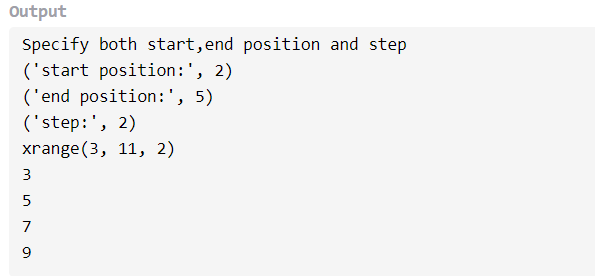 Output
Specify both start,end position and step
('start position:', 2)
('end position:', 5)
('step:', 2)
xrange(3, 11, 2)
3
5
7
9